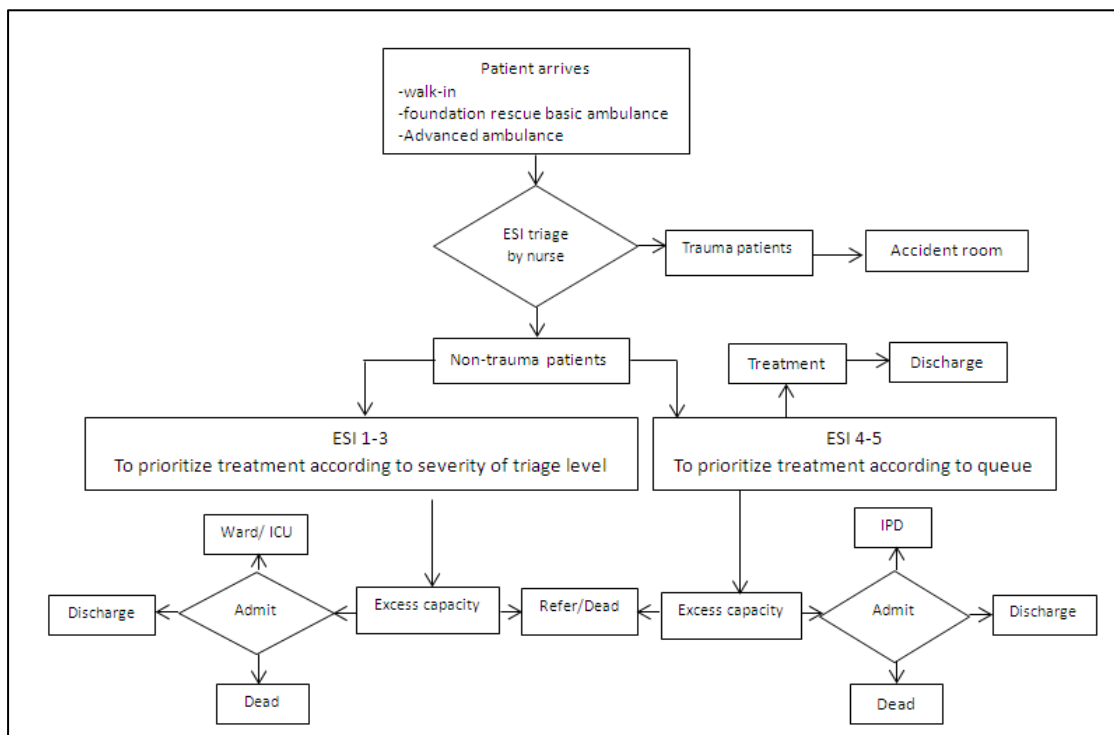 Patient arrives
-walk-in
-foundation rescue basic ambulance
-Advanced ambulance
ESI triage
by nurse
Trauma patients
Accident room
Non-trauma patients
Treatment
Discharge
ESI 1-3
To prioritize treatment according to severity of triage level
ESI 4-5
To prioritize treatment according to queue
Ward/ ICU
IPD
Discharge
Admit
Excess capacity
Refer/Dead
Excess capacity
Admit
Discharge
Dead
Dead